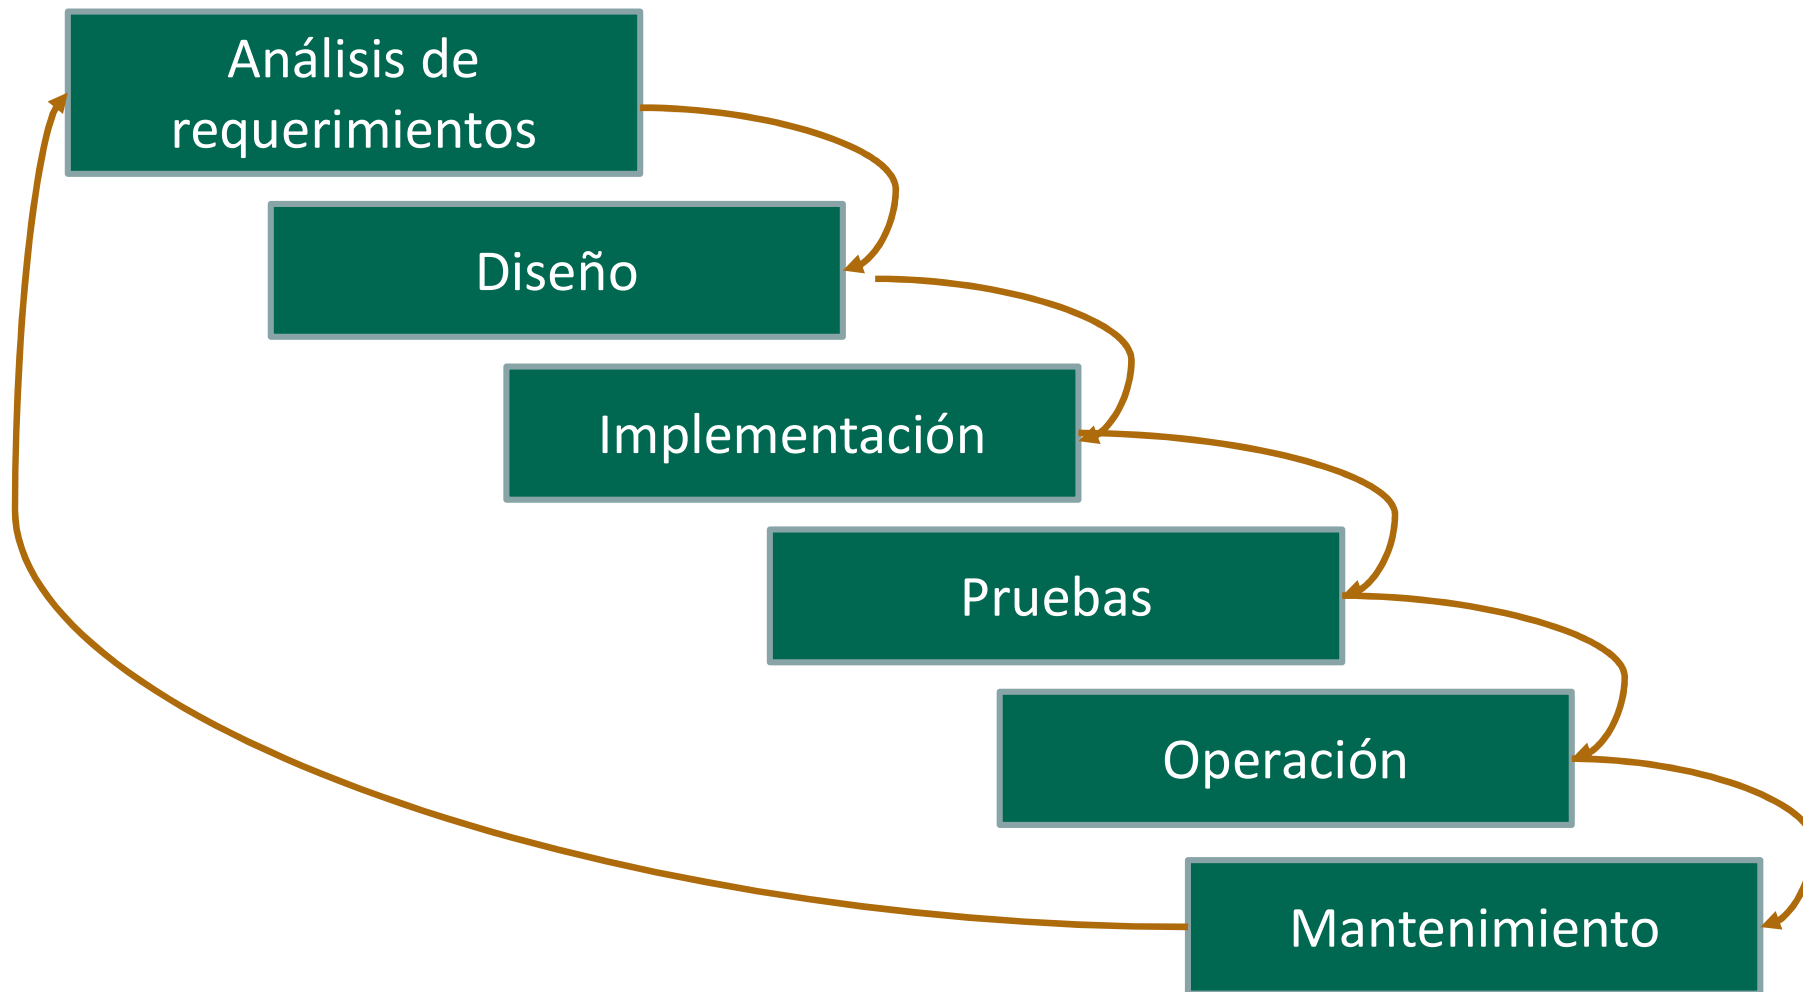 Análisis de
requerimientos
Diseño
Implementación
Pruebas
Operación
Mantenimiento